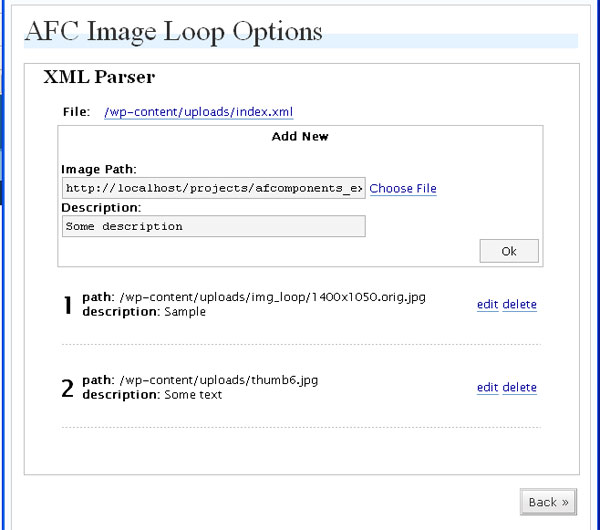 AFC Image Loop Options
XML Parser
File: /wp-content/uploads/index.xml
Add New
Image Path:
http://localhost/projects/afcomponents_ex Choose File
Description:
Some description
Ok
1 path: /wp-content/uploads/img_loop/1400x1050.orig.jpg
description: Sample
edit delete
2 path: /wp-content/uploads/thumb6.jpg
description: Some text
edit delete
Back »